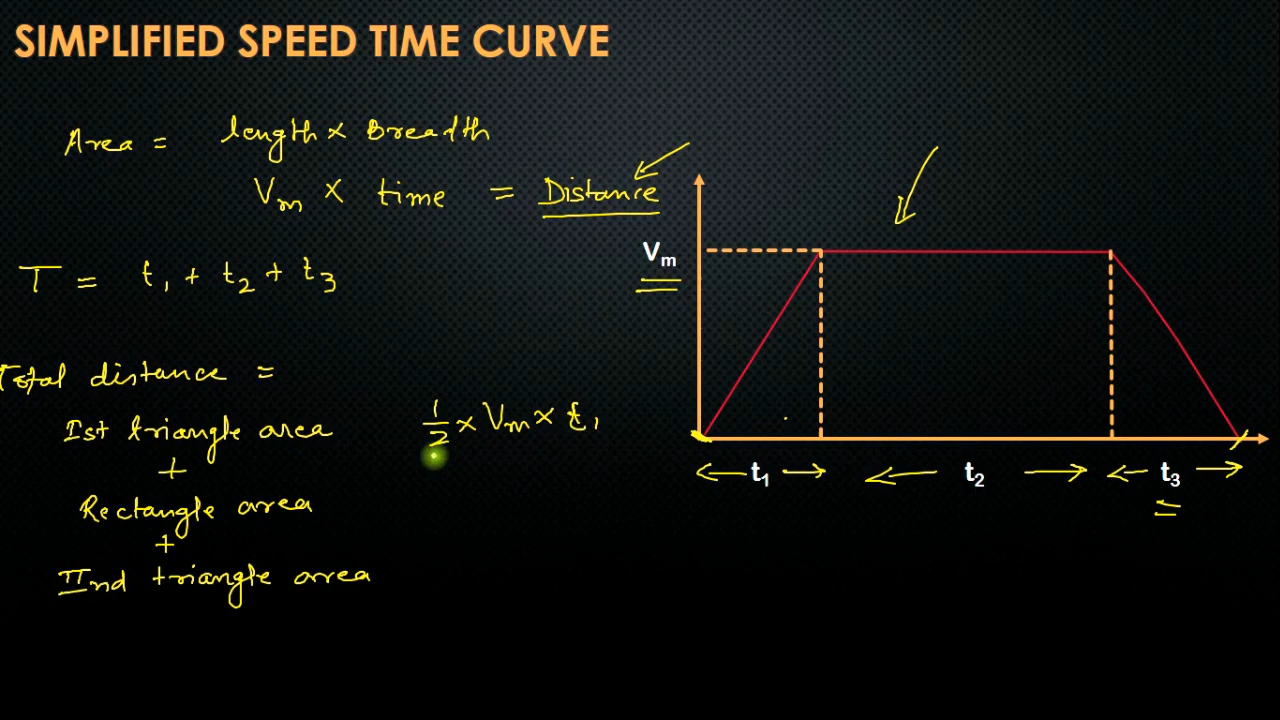 SIMPLIFIED SPEED TIME CURVE
Area = length × Breadth
Vm × time = Distance
T = t1 + t2 + t3
Total distance =
Ist triangle area
+
Rectangle area
+
IInd triangle area
1/2 × Vm × t1
Vm
t1 t2 t3